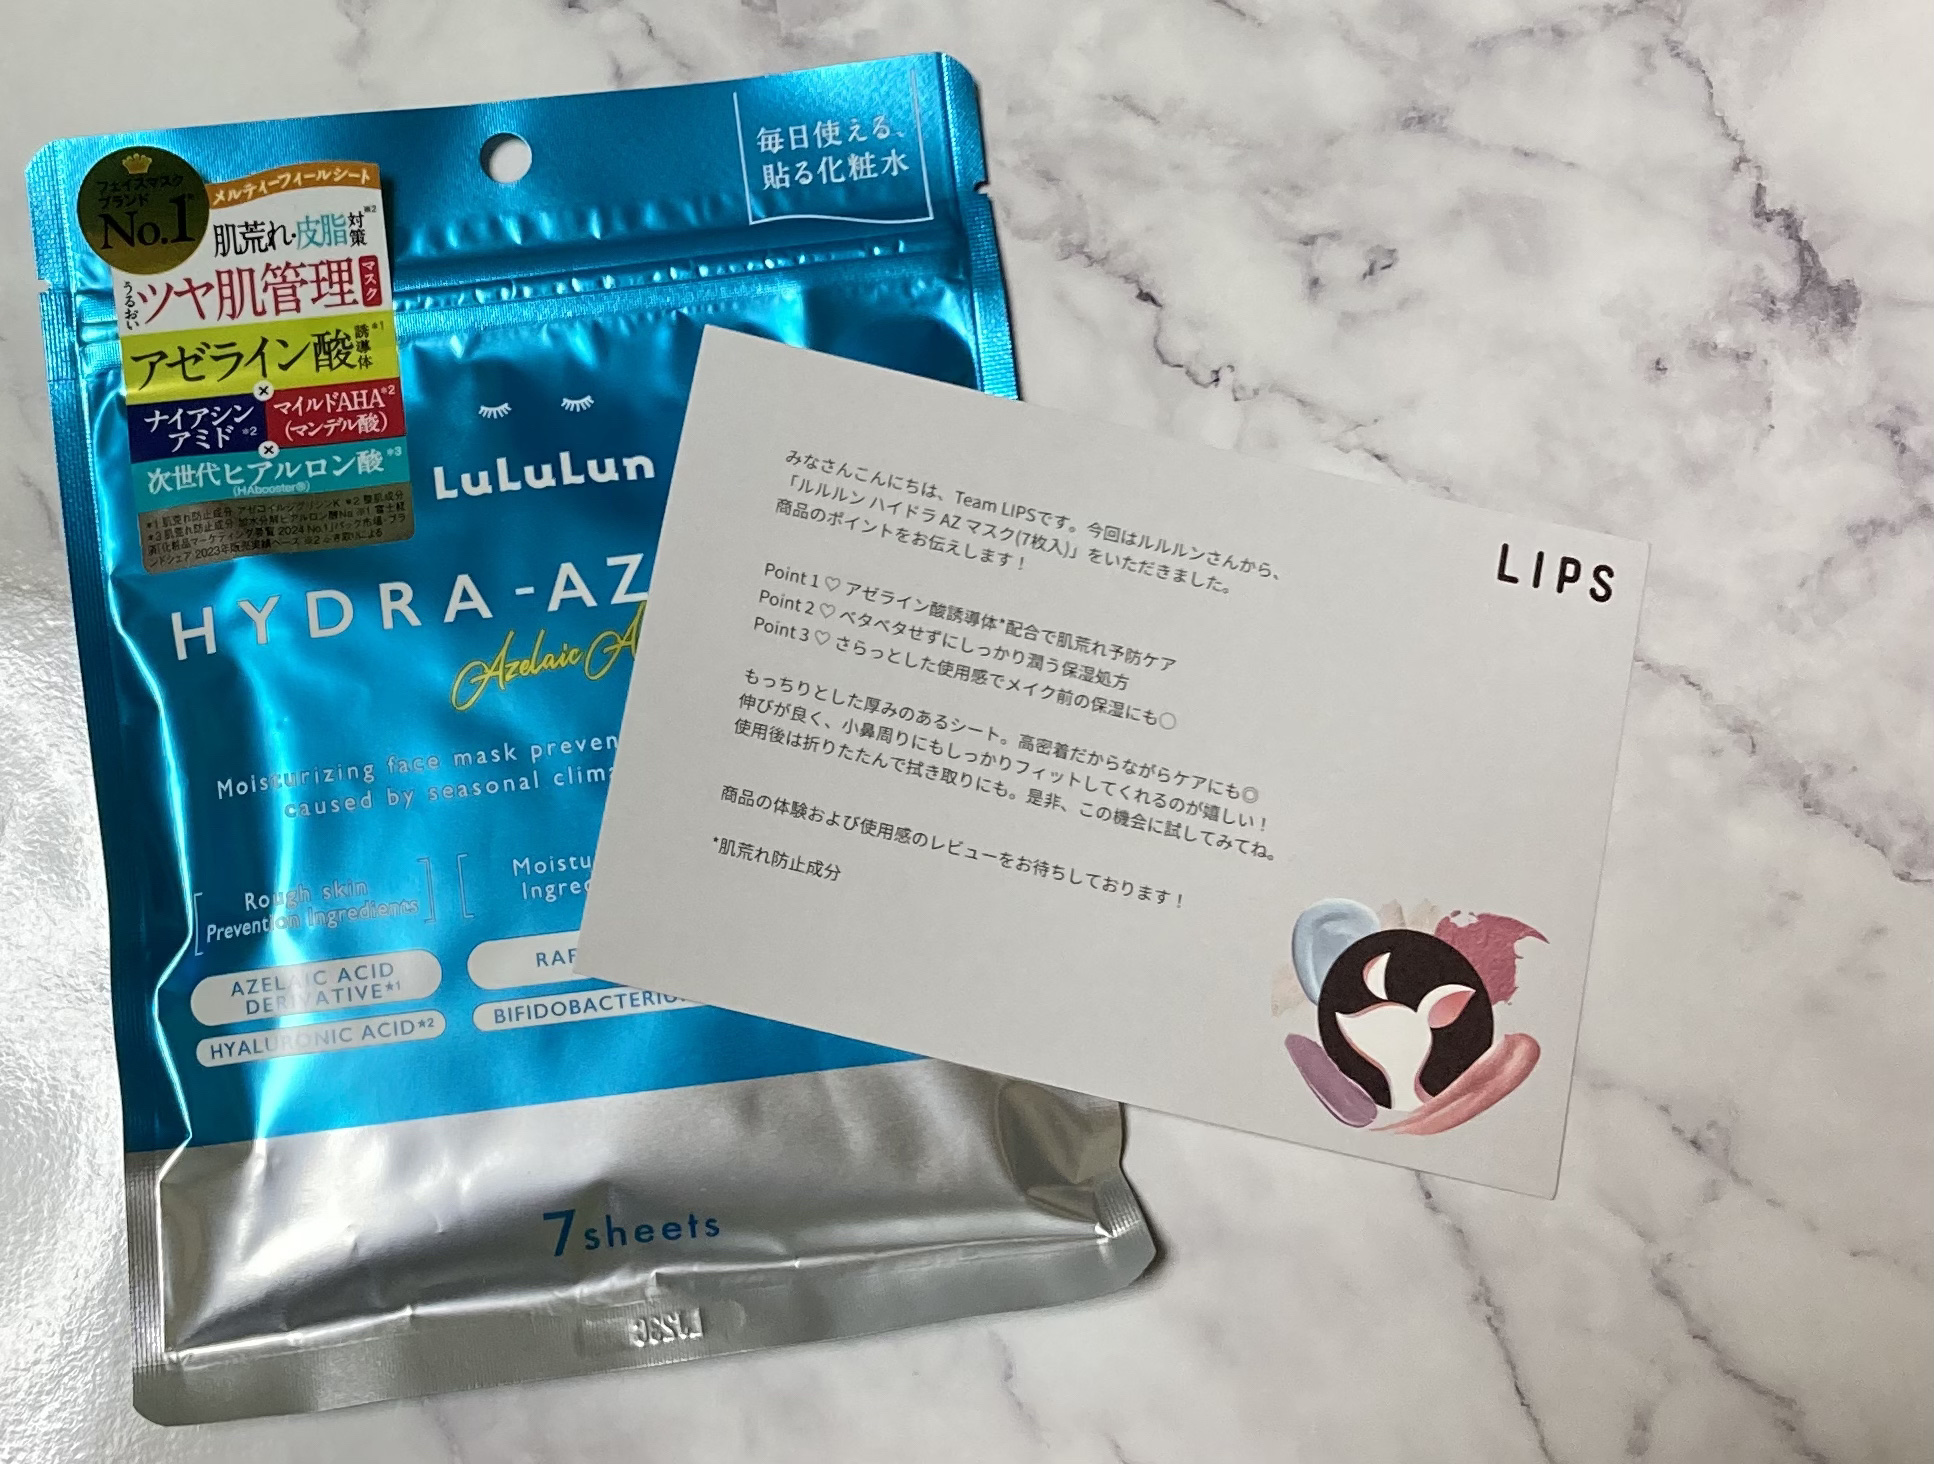 毎日使える、
貼る化粧水
フェイスマスク
ブランド
No.1
メルティーフィールシート
肌荒れ・皮脂対策※2
うるおい
ツヤ肌管理
マスク
アゼライン酸誘導体※1
×
ナイアシン
アミド※2
マイルドAHA※2
(マンデル酸)
×
次世代ヒアルロン酸※3
(HAbooster®)
LuLuLun
HYDRA-AZ
Azelaic A
Moisturizing face mask preven
caused by seasonal clima
Rough skin
Prevention Ingredients
Moistu
Ingre
AZELAIC ACID
DERIVATIVE*1
HYALURONIC ACID*2
RAF
BIFIDOBACTERIU
7sheets
LIPS
みなさんこんにちは、Team LIPSです。今回はルルルンさんから、
「ルルルン ハイドラ AZ マスク(7枚入)」をいただきました。
商品のポイントをお伝えします！
Point 1 ♡ アゼライン酸誘導体*配合で肌荒れ予防ケア
Point 2 ♡ ベタベタせずにしっかり潤う保湿処方
Point 3 ♡ さらっとした使用感でメイク前の保湿にも○
もっちりとした厚みのあるシート。高密着だからながらケアにも◎
伸びが良く、小鼻周りにもしっかりフィットしてくれるのが嬉しい！
使用後は折りたたんで拭き取りにも。是非、この機会に試してみてね。
商品の体験および使用感のレビューをお待ちしております！
*肌荒れ防止成分